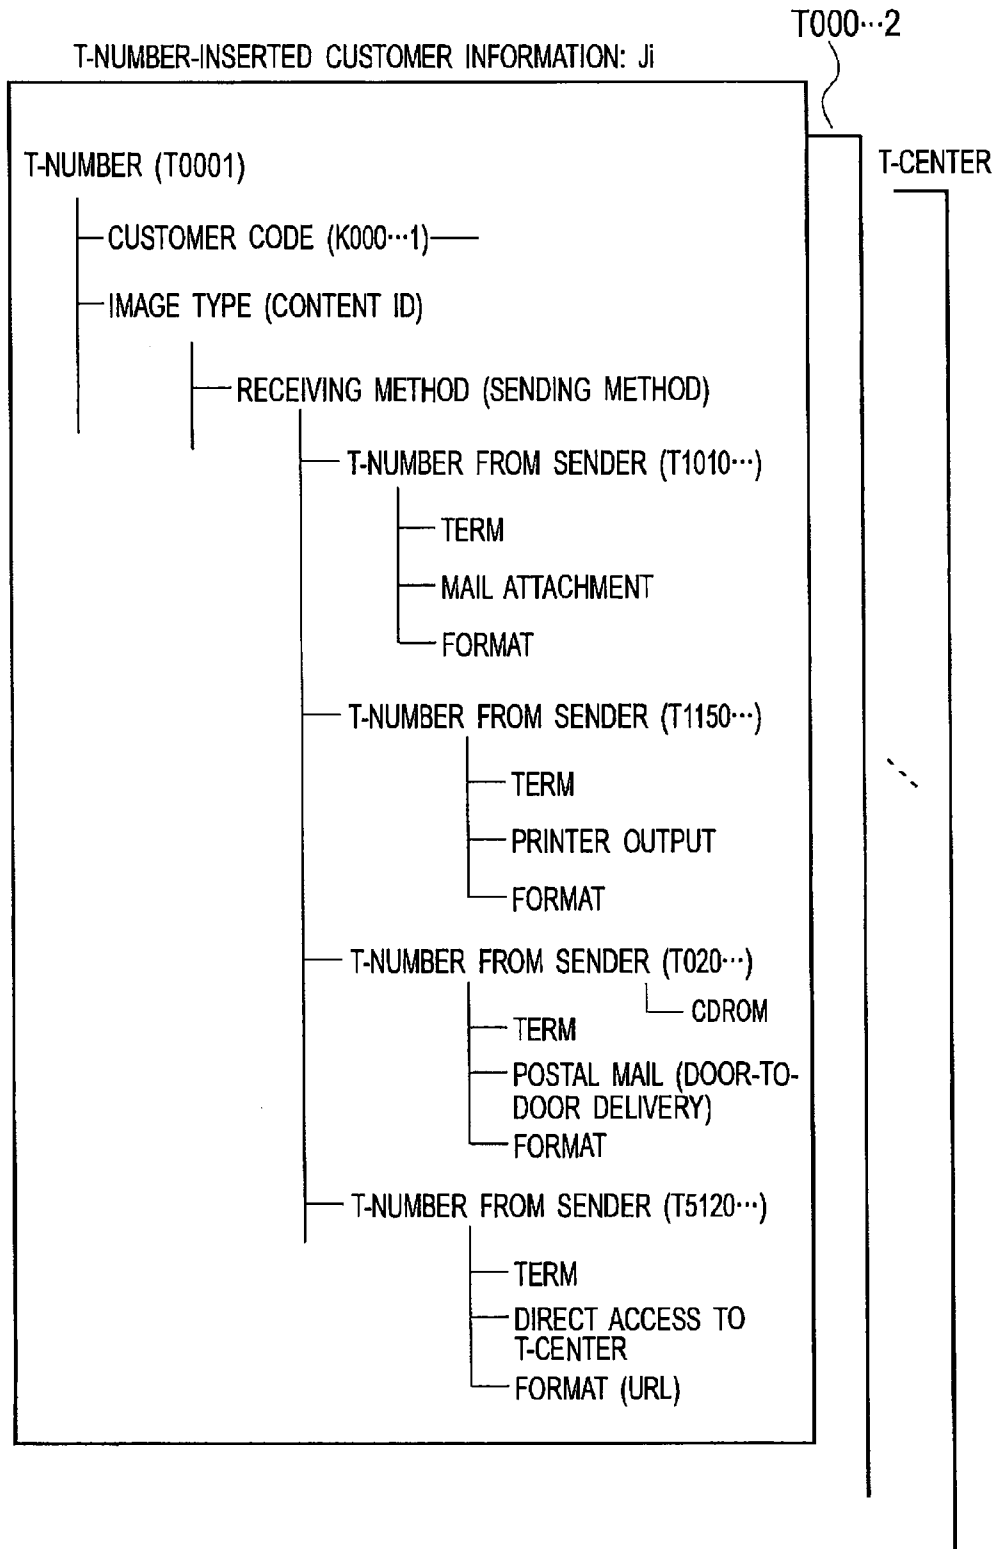 T000···2
T-NUMBER-INSERTED CUSTOMER INFORMATION: Ji
T-NUMBER (T0001)
T-CENTER
CUSTOMER CODE (K000···1)
IMAGE TYPE (CONTENT ID)
RECEIVING METHOD (SENDING METHOD)
T-NUMBER FROM SENDER (T1010···)
TERM
MAIL ATTACHMENT
FORMAT
T-NUMBER FROM SENDER (T1150···)
TERM
PRINTER OUTPUT
FORMAT
T-NUMBER FROM SENDER (T020···)
CDROM
TERM
POSTAL MAIL (DOOR-TO-
DOOR DELIVERY)
FORMAT
T-NUMBER FROM SENDER (T5120···)
TERM
DIRECT ACCESS TO
T-CENTER
FORMAT (URL)